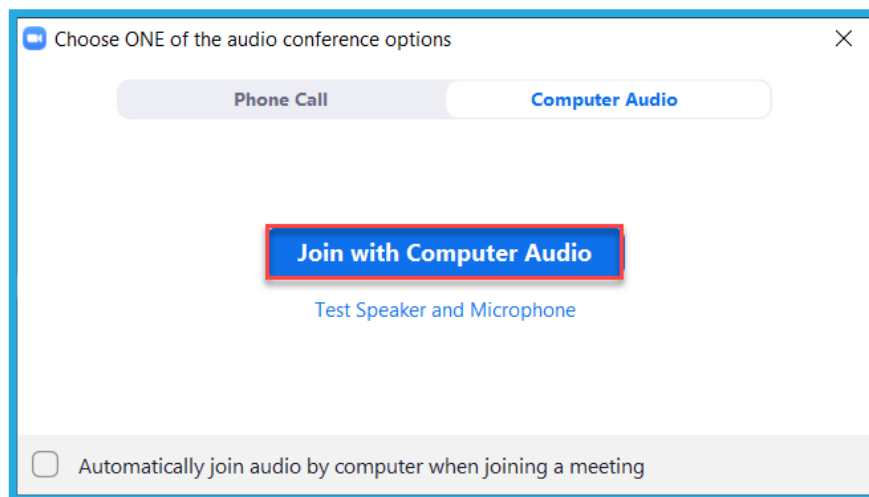 Choose ONE of the audio conference options
Phone Call
Computer Audio
Join with Computer Audio
Test Speaker and Microphone
Automatically join audio by computer when joining a meeting